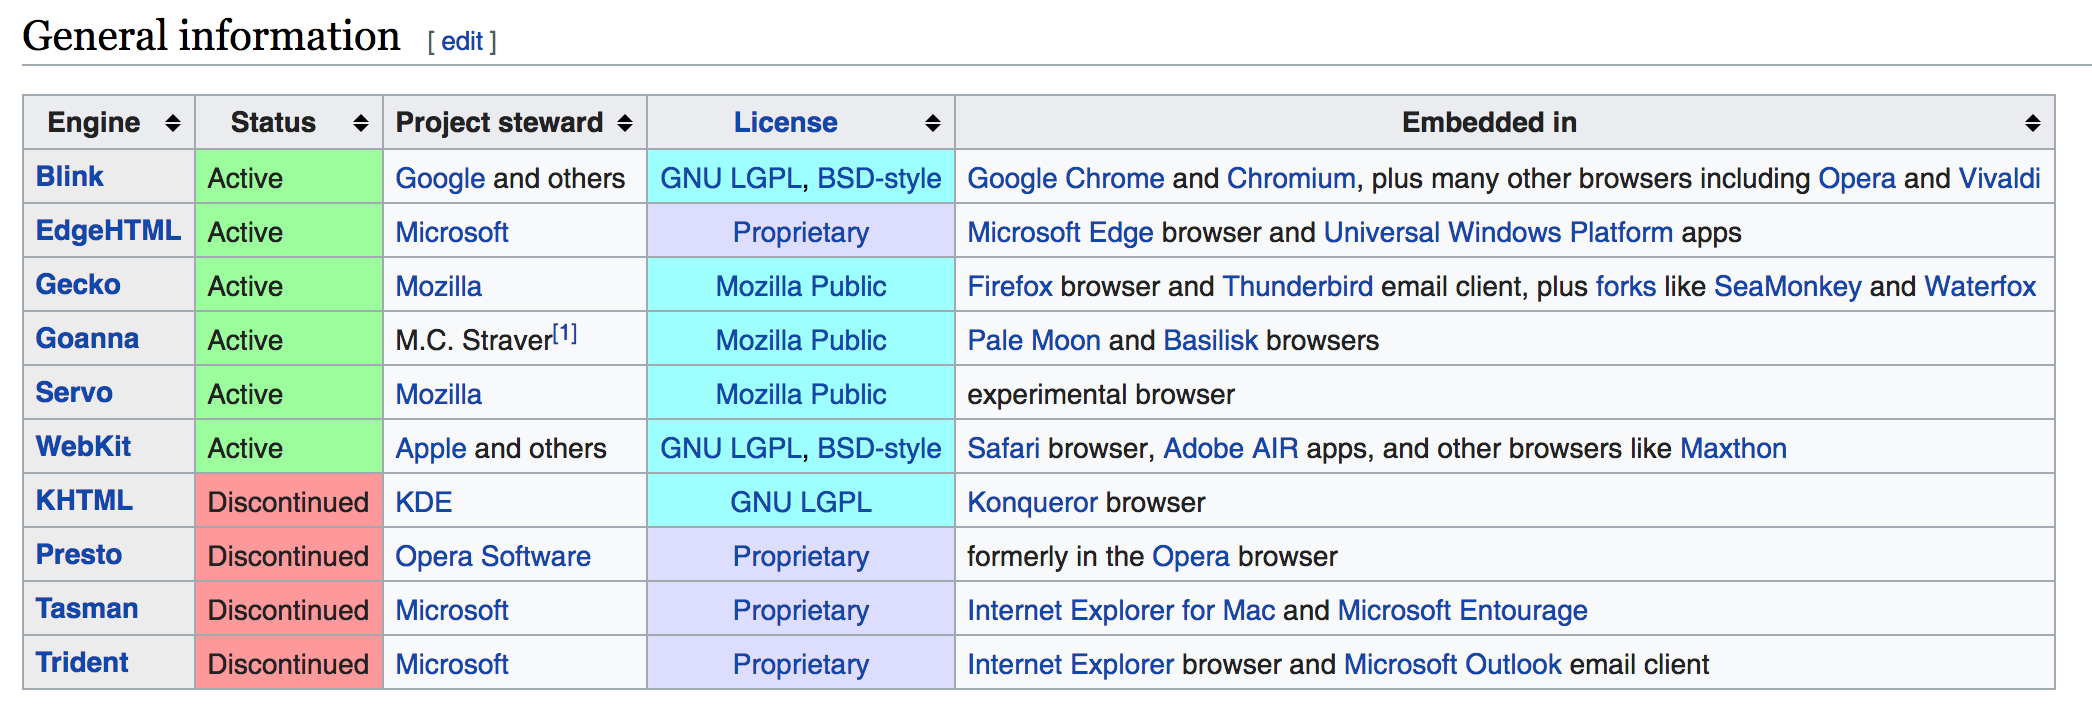 General information [ edit ]
Engine Status Project steward License Embedded in
Blink Active Google and others GNU LGPL, BSD-style Google Chrome and Chromium, plus many other browsers including Opera and Vivaldi
EdgeHTML Active Microsoft Proprietary Microsoft Edge browser and Universal Windows Platform apps
Gecko Active Mozilla Mozilla Public Firefox browser and Thunderbird email client, plus forks like SeaMonkey and Waterfox
Goanna Active M.C. Straver[1] Mozilla Public Pale Moon and Basilisk browsers
Servo Active Mozilla Mozilla Public experimental browser
WebKit Active Apple and others GNU LGPL, BSD-style Safari browser, Adobe AIR apps, and other browsers like Maxthon
KHTML Discontinued KDE GNU LGPL Konqueror browser
Presto Discontinued Opera Software Proprietary formerly in the Opera browser
Tasman Discontinued Microsoft Proprietary Internet Explorer for Mac and Microsoft Entourage
Trident Discontinued Microsoft Proprietary Internet Explorer browser and Microsoft Outlook email client